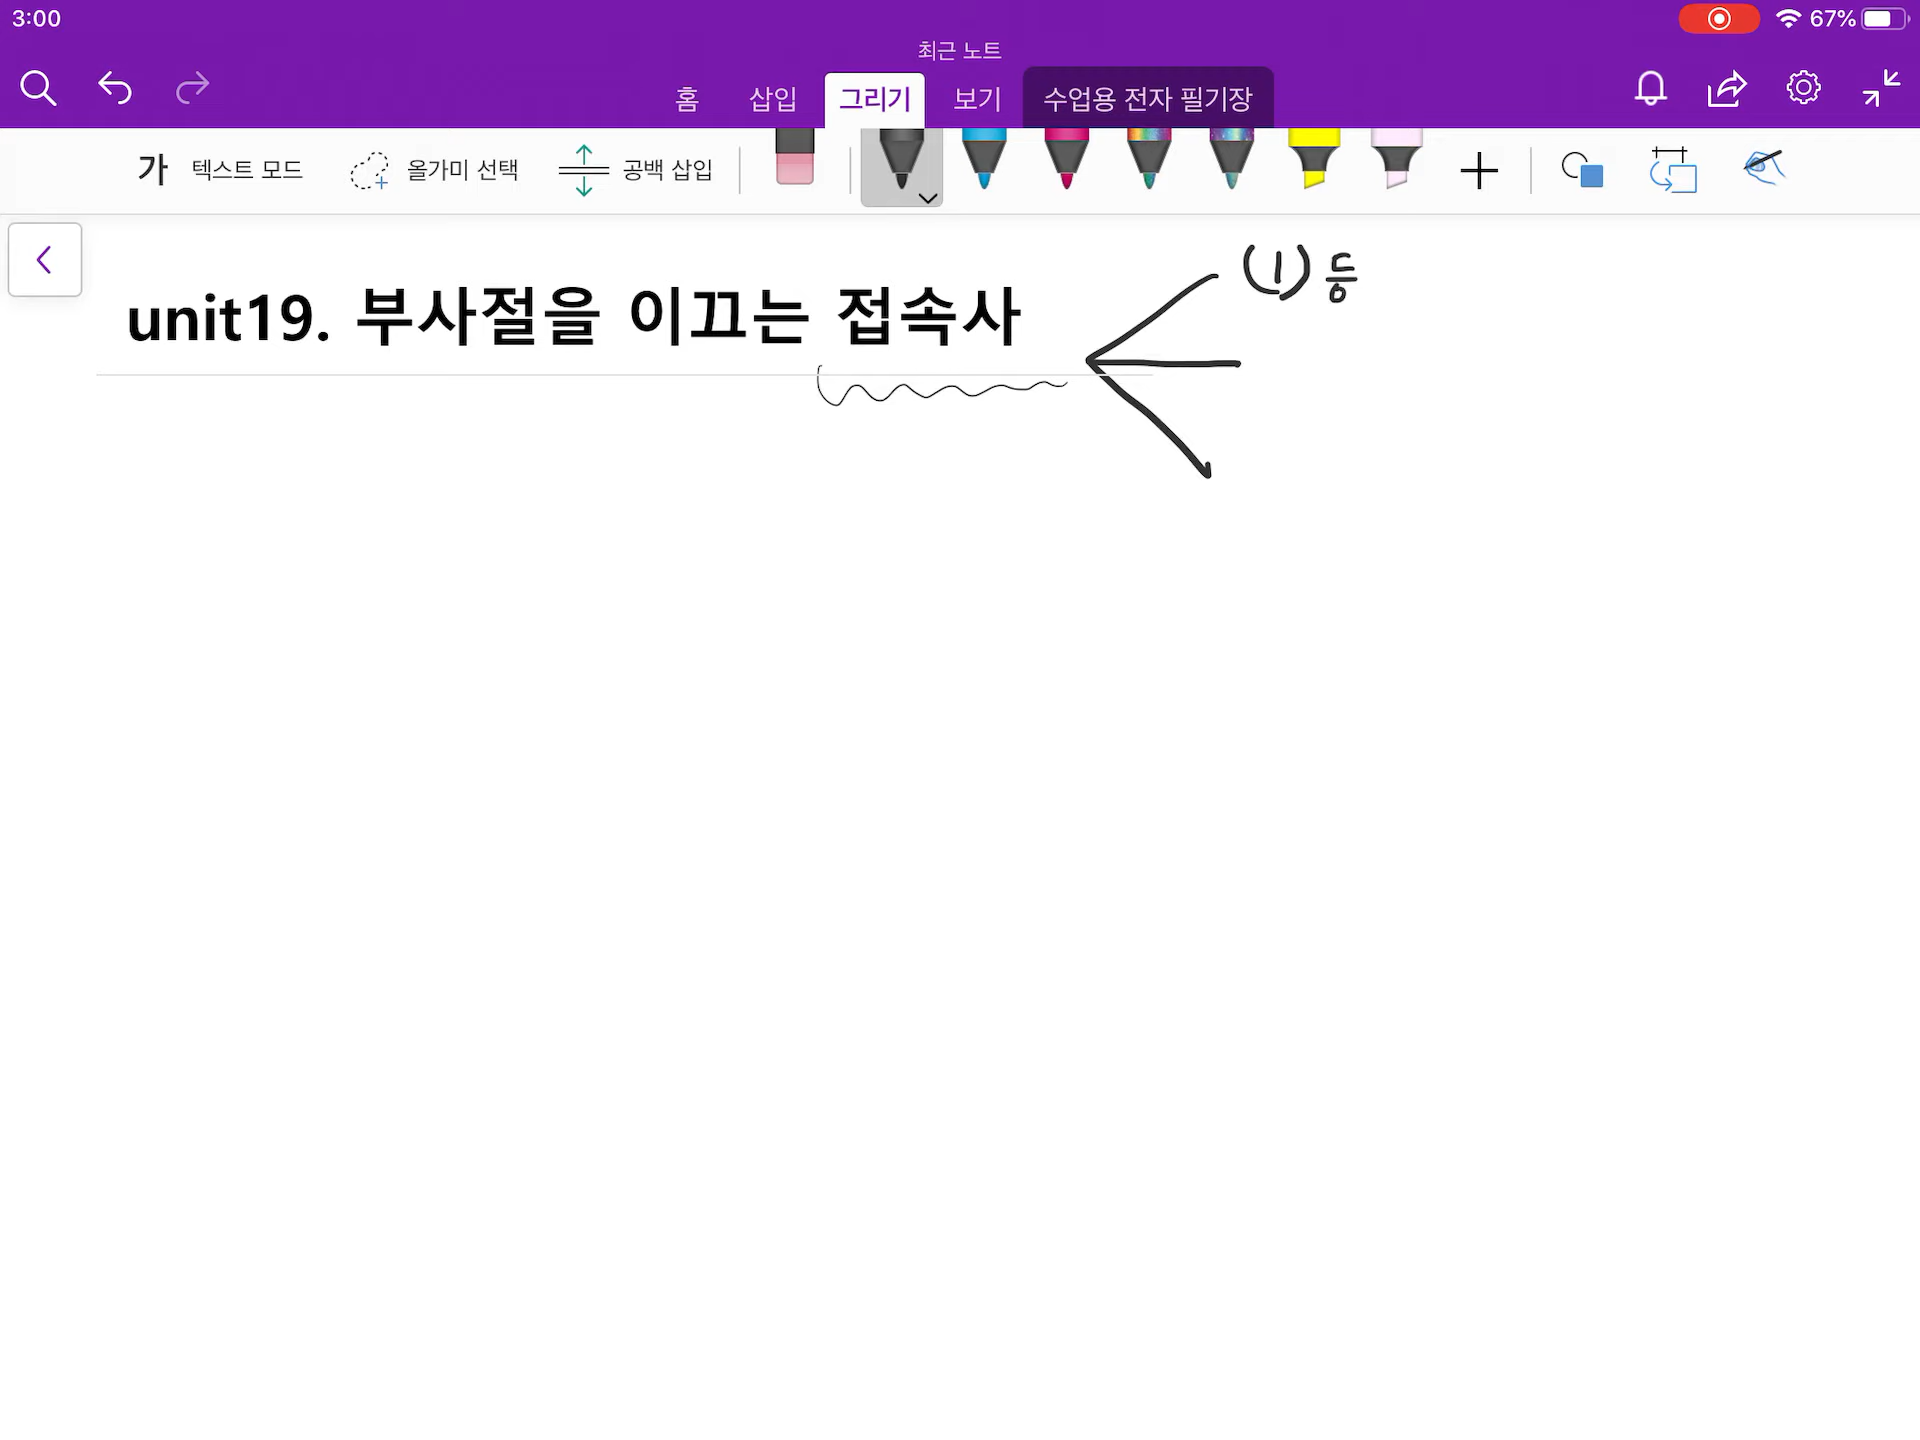 3:00
67%
최근 노트
홈 삽입 그리기 보기 수업용 전자 필기장
가 텍스트 모드 올가미 선택 공백 삽입
(1) 등
unit19. 부사절을 이끄는 접속사